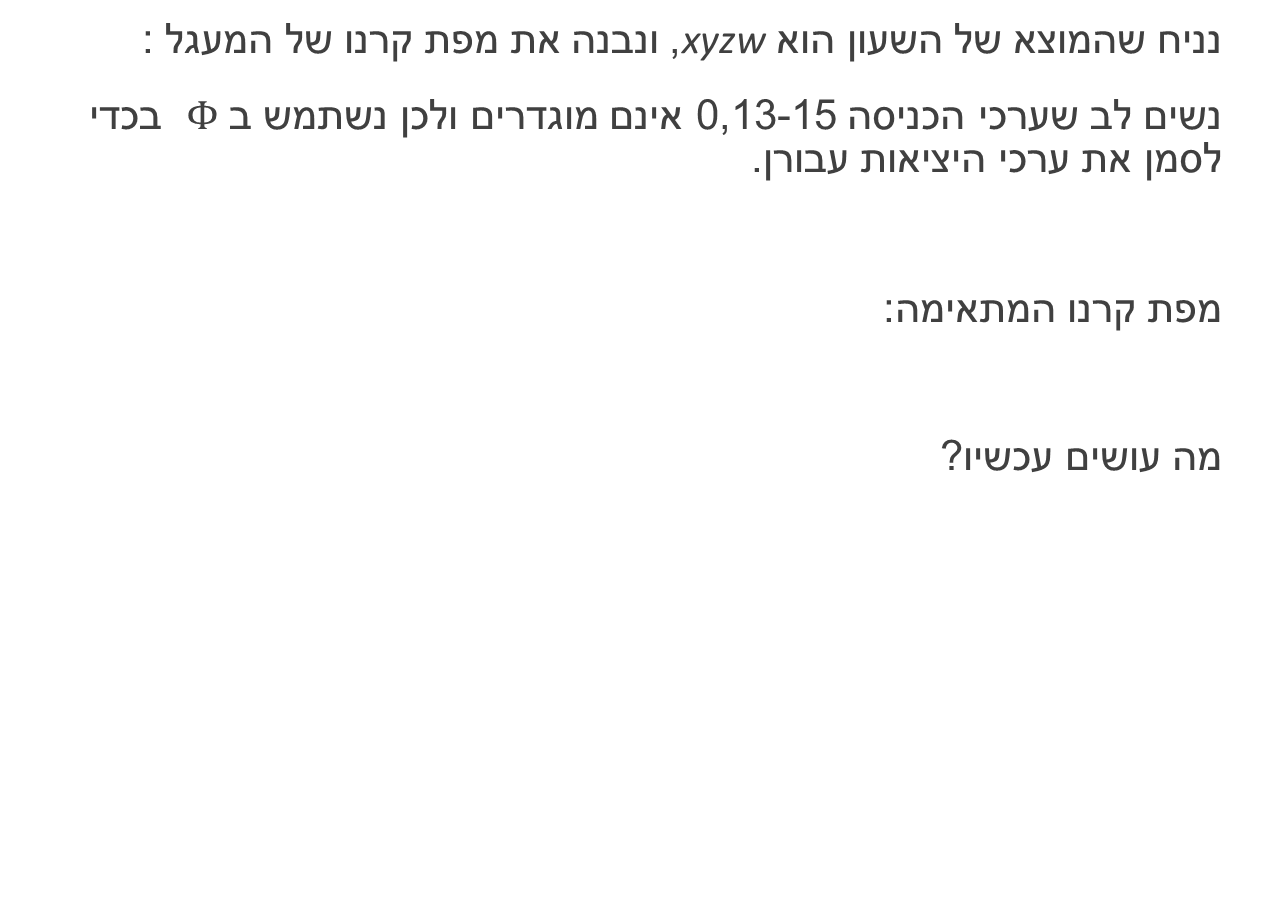 נניח שהמוצא של השעון הוא xyzw, ונבנה את מפת קרנו של המעגל :
נשים לב שערכי הכניסה 0,13-15 אינם מוגדרים ולכן נשתמש ב Φ בכדי
לסמן את ערכי היציאות עבורן.
מפת קרנו המתאימה:
מה עושים עכשיו?